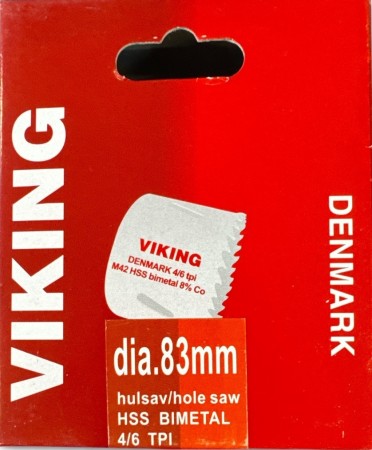 VIKING
DENMARK
VIKING
DENMARK 4/6 tpi
M42 HSS bimetal 8% Co
dia.83mm
hulsav/hole saw
HSS BIMETAL
4/6 TPI